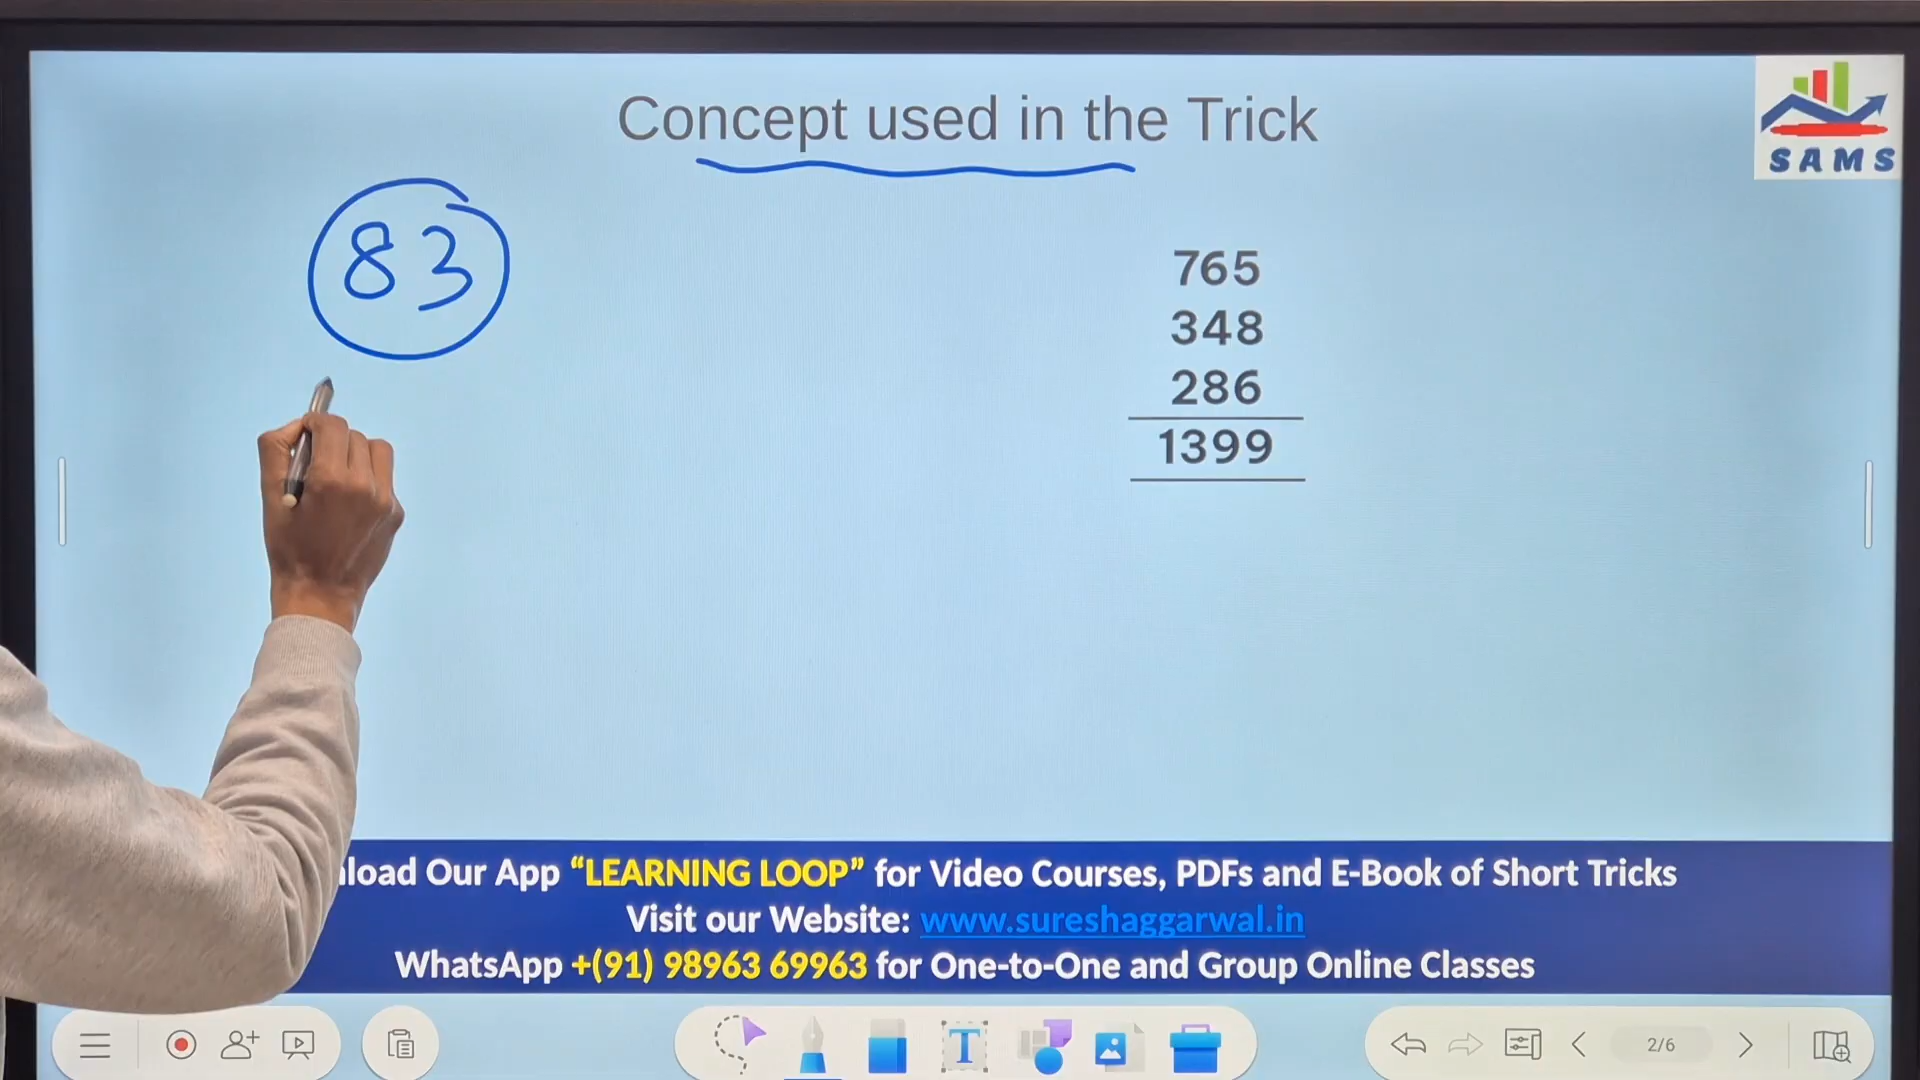 Concept used in the Trick
SAMS
83
765
348
286
1399
load Our App “LEARNING LOOP” for Video Courses, PDFs and E-Book of Short Tricks
Visit our Website: www.sureshaggarwal.in
WhatsApp +(91) 98963 69963 for One-to-One and Group Online Classes
T
2/6